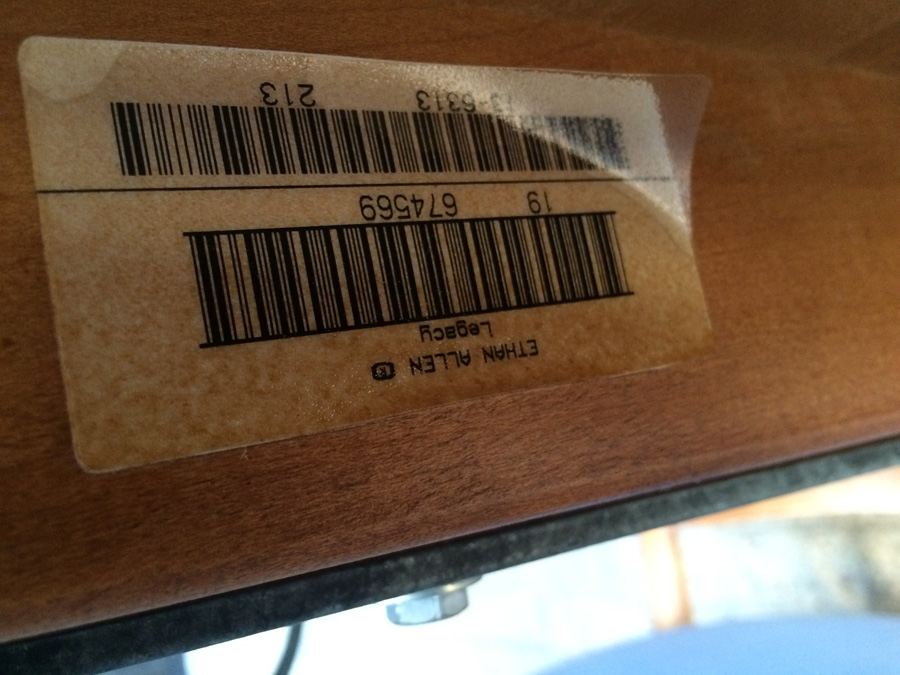 ETHAN ALLEN
Legacy
19 674569
13-6313 213